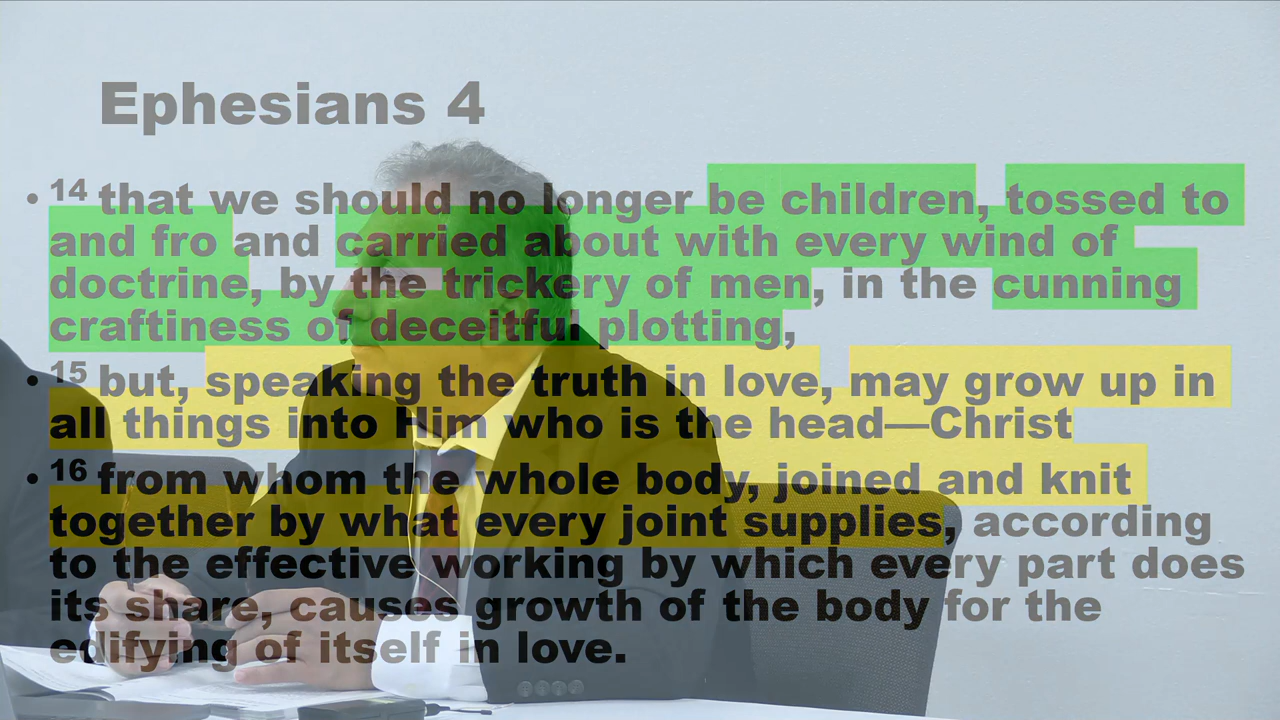 Ephesians 4
• 14 that we should no longer be children, tossed to
and fro and carried about with every wind of
doctrine, by the trickery of men, in the cunning
craftiness of deceitful plotting,
• 15 but, speaking the truth in love, may grow up in
all things into Him who is the head—Christ
• 16 from whom the whole body, joined and knit
together by what every joint supplies, according
to the effective working by which every part does
its share, causes growth of the body for the
edifying of itself in love.